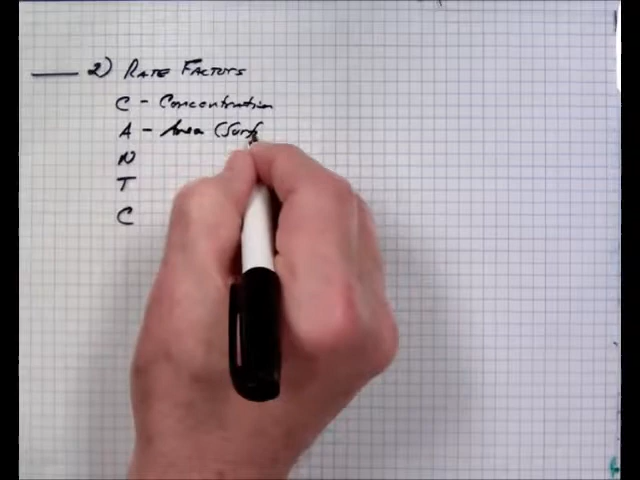 2) RATE FACTORS
C - Concentration
A - Area (Surf
N
T
C